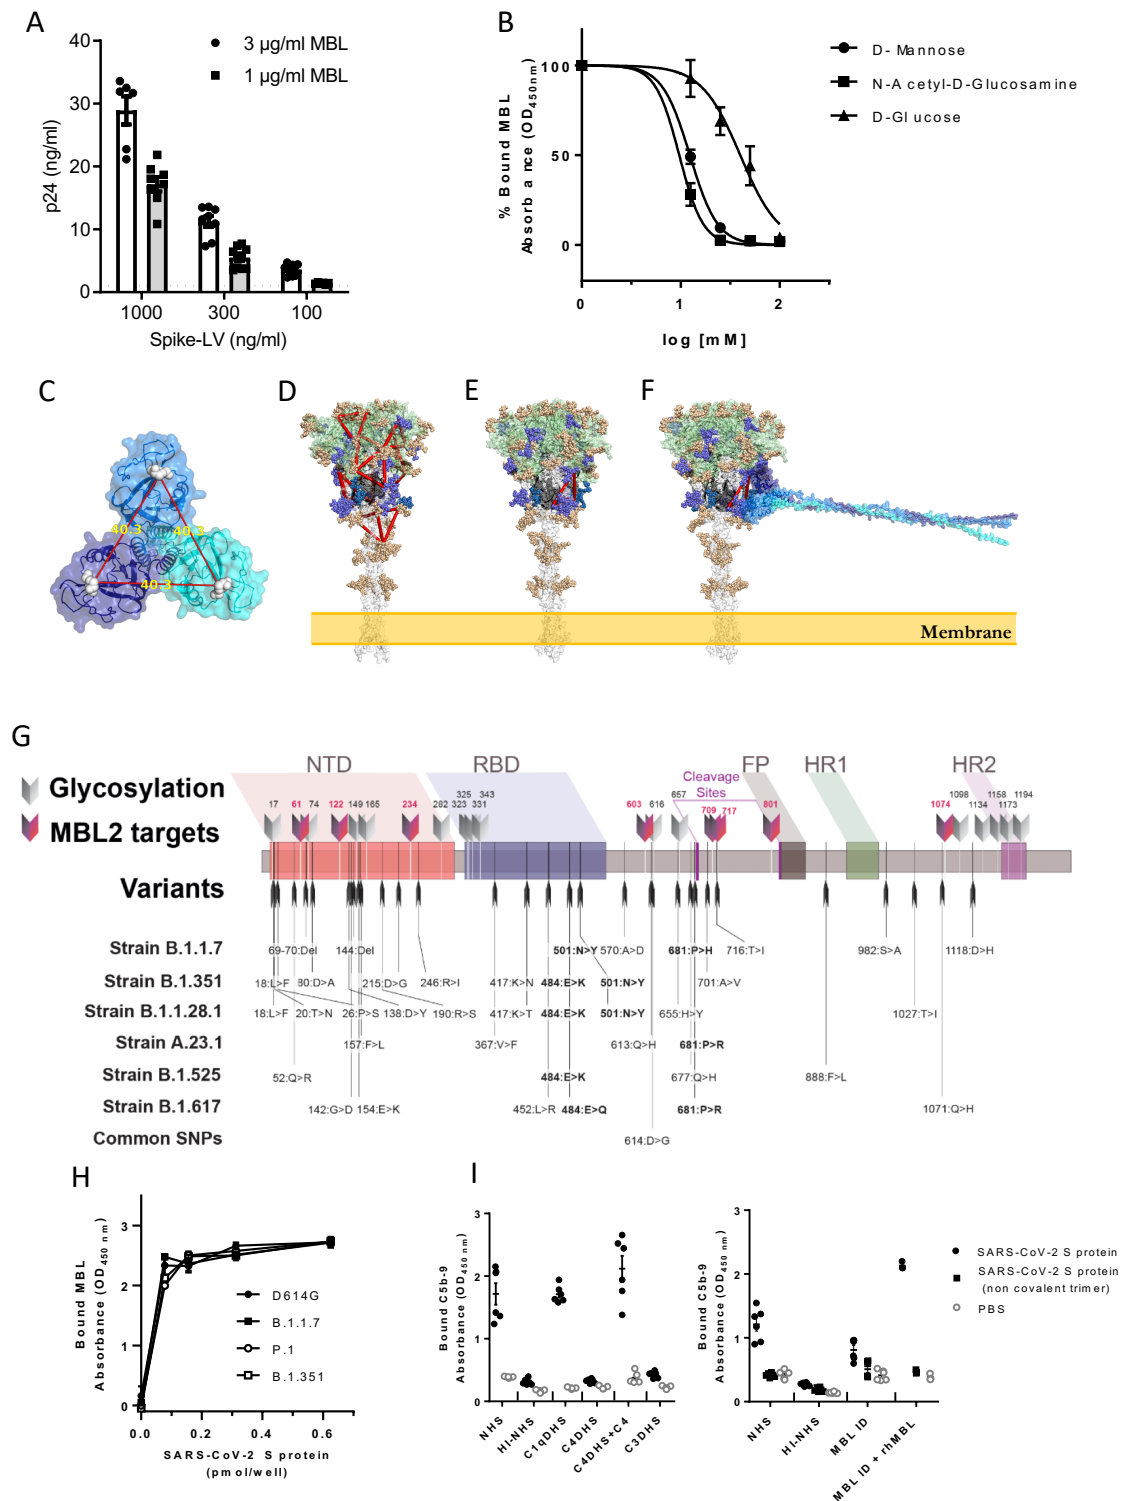 A
40
30
20
10
0
p24 (ng/ml)
3 µg/ml MBL
1 µg/ml MBL
1000
300
100
Spike-LV (ng/ml)
B
% Bound MBL
Absorbance (OD450nm)
100
50
0
0
1
2
log [mM]
D- Mannose
N-Acetyl-D-Glucosamine
D-Glucose
C
40.3
40.3
40.3
D
E
F
Membrane
G
Glycosylation
MBL2 targets
Variants
NTD
RBD
Cleavage
Sites
FP
HR1
HR2
17
61
74
122
149
165
234
282
323
325
331
343
603
616
657
709
717
801
1074
1098
1134
1158
1173
1194
Strain B.1.1.7
69-70:Del
144:Del
501:N>Y
570:A>D
681:P>H
716:T>I
982:S>A
1118:D>H
Strain B.1.351
18:L>F
80:D>A
215:D>G
246:R>I
417:K>N
484:E>K
501:N>Y
701:A>V
Strain B.1.1.28.1
18:L>F
20:T>N
26:P>S
138:D>Y
190:R>S
417:K>T
484:E>K
501:N>Y
655:H>Y
1027:T>I
Strain A.23.1
157:F>L
367:V>F
613:Q>H
681:P>R
Strain B.1.525
52:Q>R
484:E>K
677:Q>H
888:F>L
Strain B.1.617
142:G>D
154:E>K
452:L>R
484:E>Q
681:P>R
1071:Q>H
Common SNPs
614:D>G
H
Bound MBL
Absorbance (OD450 nm)
3
2
1
0
0.0
0.2
0.4
0.6
SARS-CoV-2 S protein
(pmol/well)
D614G
B.1.1.7
P.1
B.1.351
I
Bound C5b-9
Absorbance (OD450 nm)
3
2
1
0
NHS
HI-NHS
C1qDHS
C4DHS
C4DHS+C4
C3DHS
Bound C5b-9
Absorbance (OD450 nm)
3
2
1
0
NHS
HI-NHS
MBL ID
MBL ID + rhMBL
SARS-CoV-2 S protein
SARS-CoV-2 S protein
(non covalent trimer)
PBS